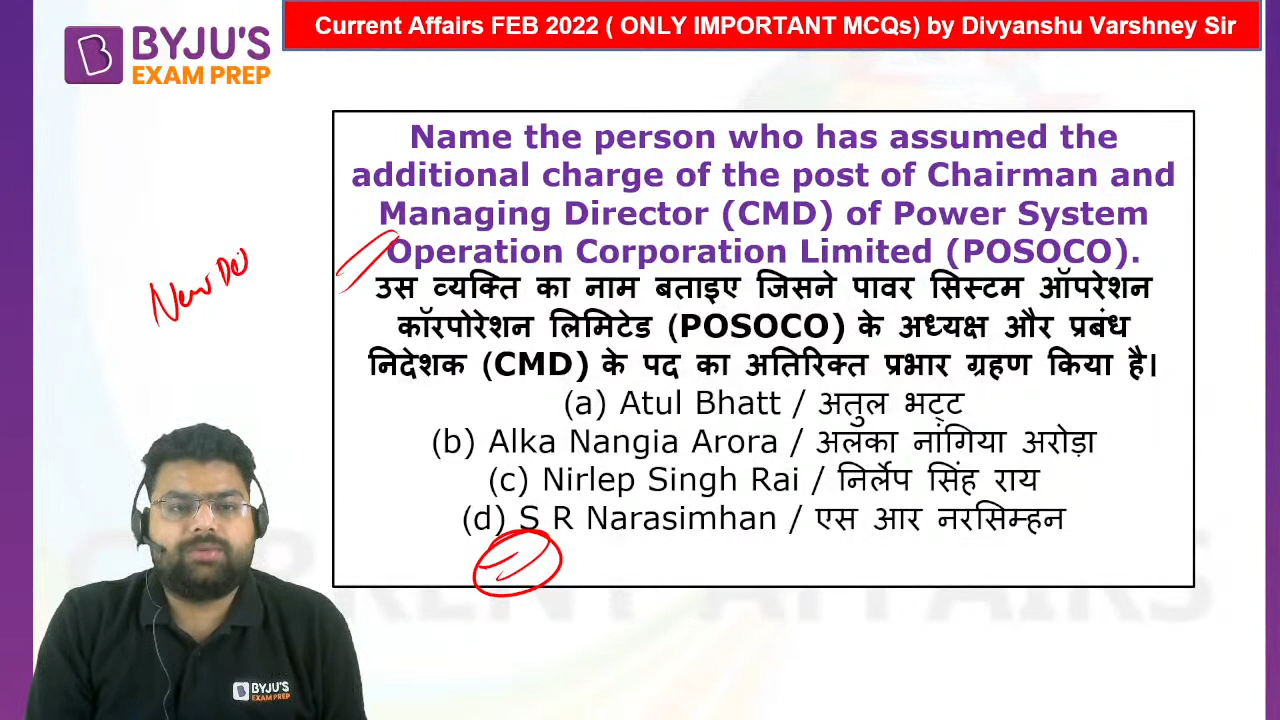 Current Affairs FEB 2022 ( ONLY IMPORTANT MCQs) by Divyanshu Varshney Sir
BYJU'S
EXAM PREP
Name the person who has assumed the
additional charge of the post of Chairman and
Managing Director (CMD) of Power System
Operation Corporation Limited (POSOCO).
उस व्यक्ति का नाम बताइए जिसने पावर सिस्टम ऑपरेशन
कॉरपोरेशन लिमिटेड (POSOCO) के अध्यक्ष और प्रबंध
निदेशक (CMD) के पद का अतिरिक्त प्रभार ग्रहण किया है।
(a) Atul Bhatt / अतुल भट्ट
(b) Alka Nangia Arora / अलका नांगिया अरोड़ा
(c) Nirlep Singh Rai / निर्लेप सिंह राय
(d) S R Narasimhan / एस आर नरसिम्हन
New
BYJU'S
EXAM PREP